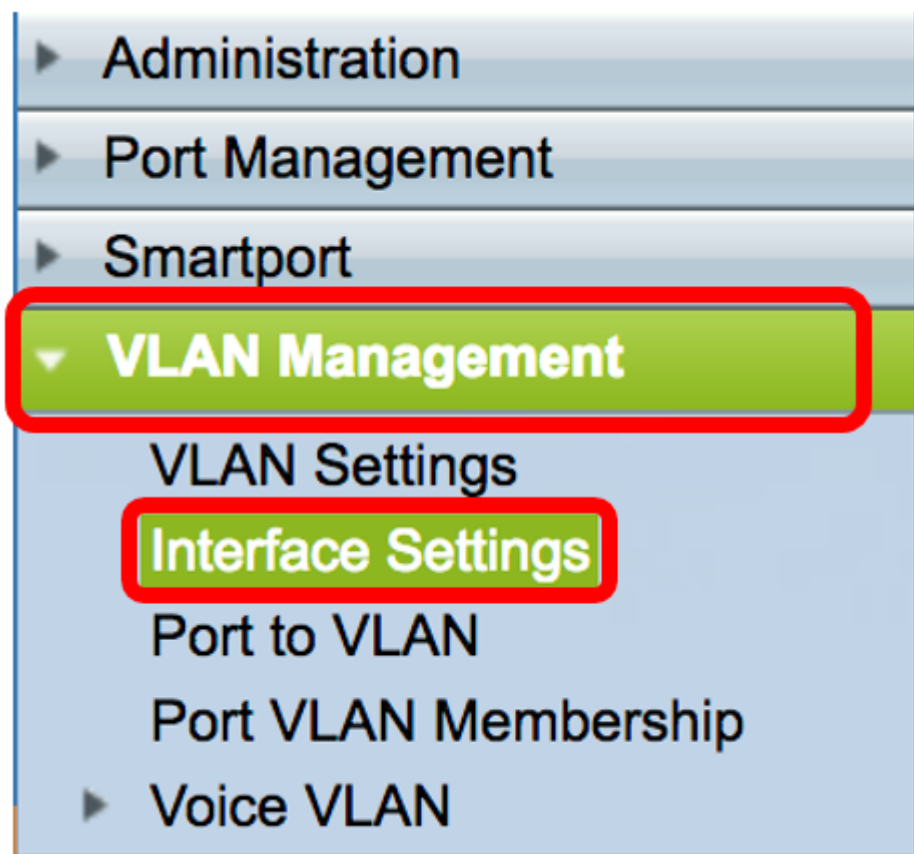 Administration
Port Management
Smartport
VLAN Management
VLAN Settings
Interface Settings
Port to VLAN
Port VLAN Membership
Voice VLAN